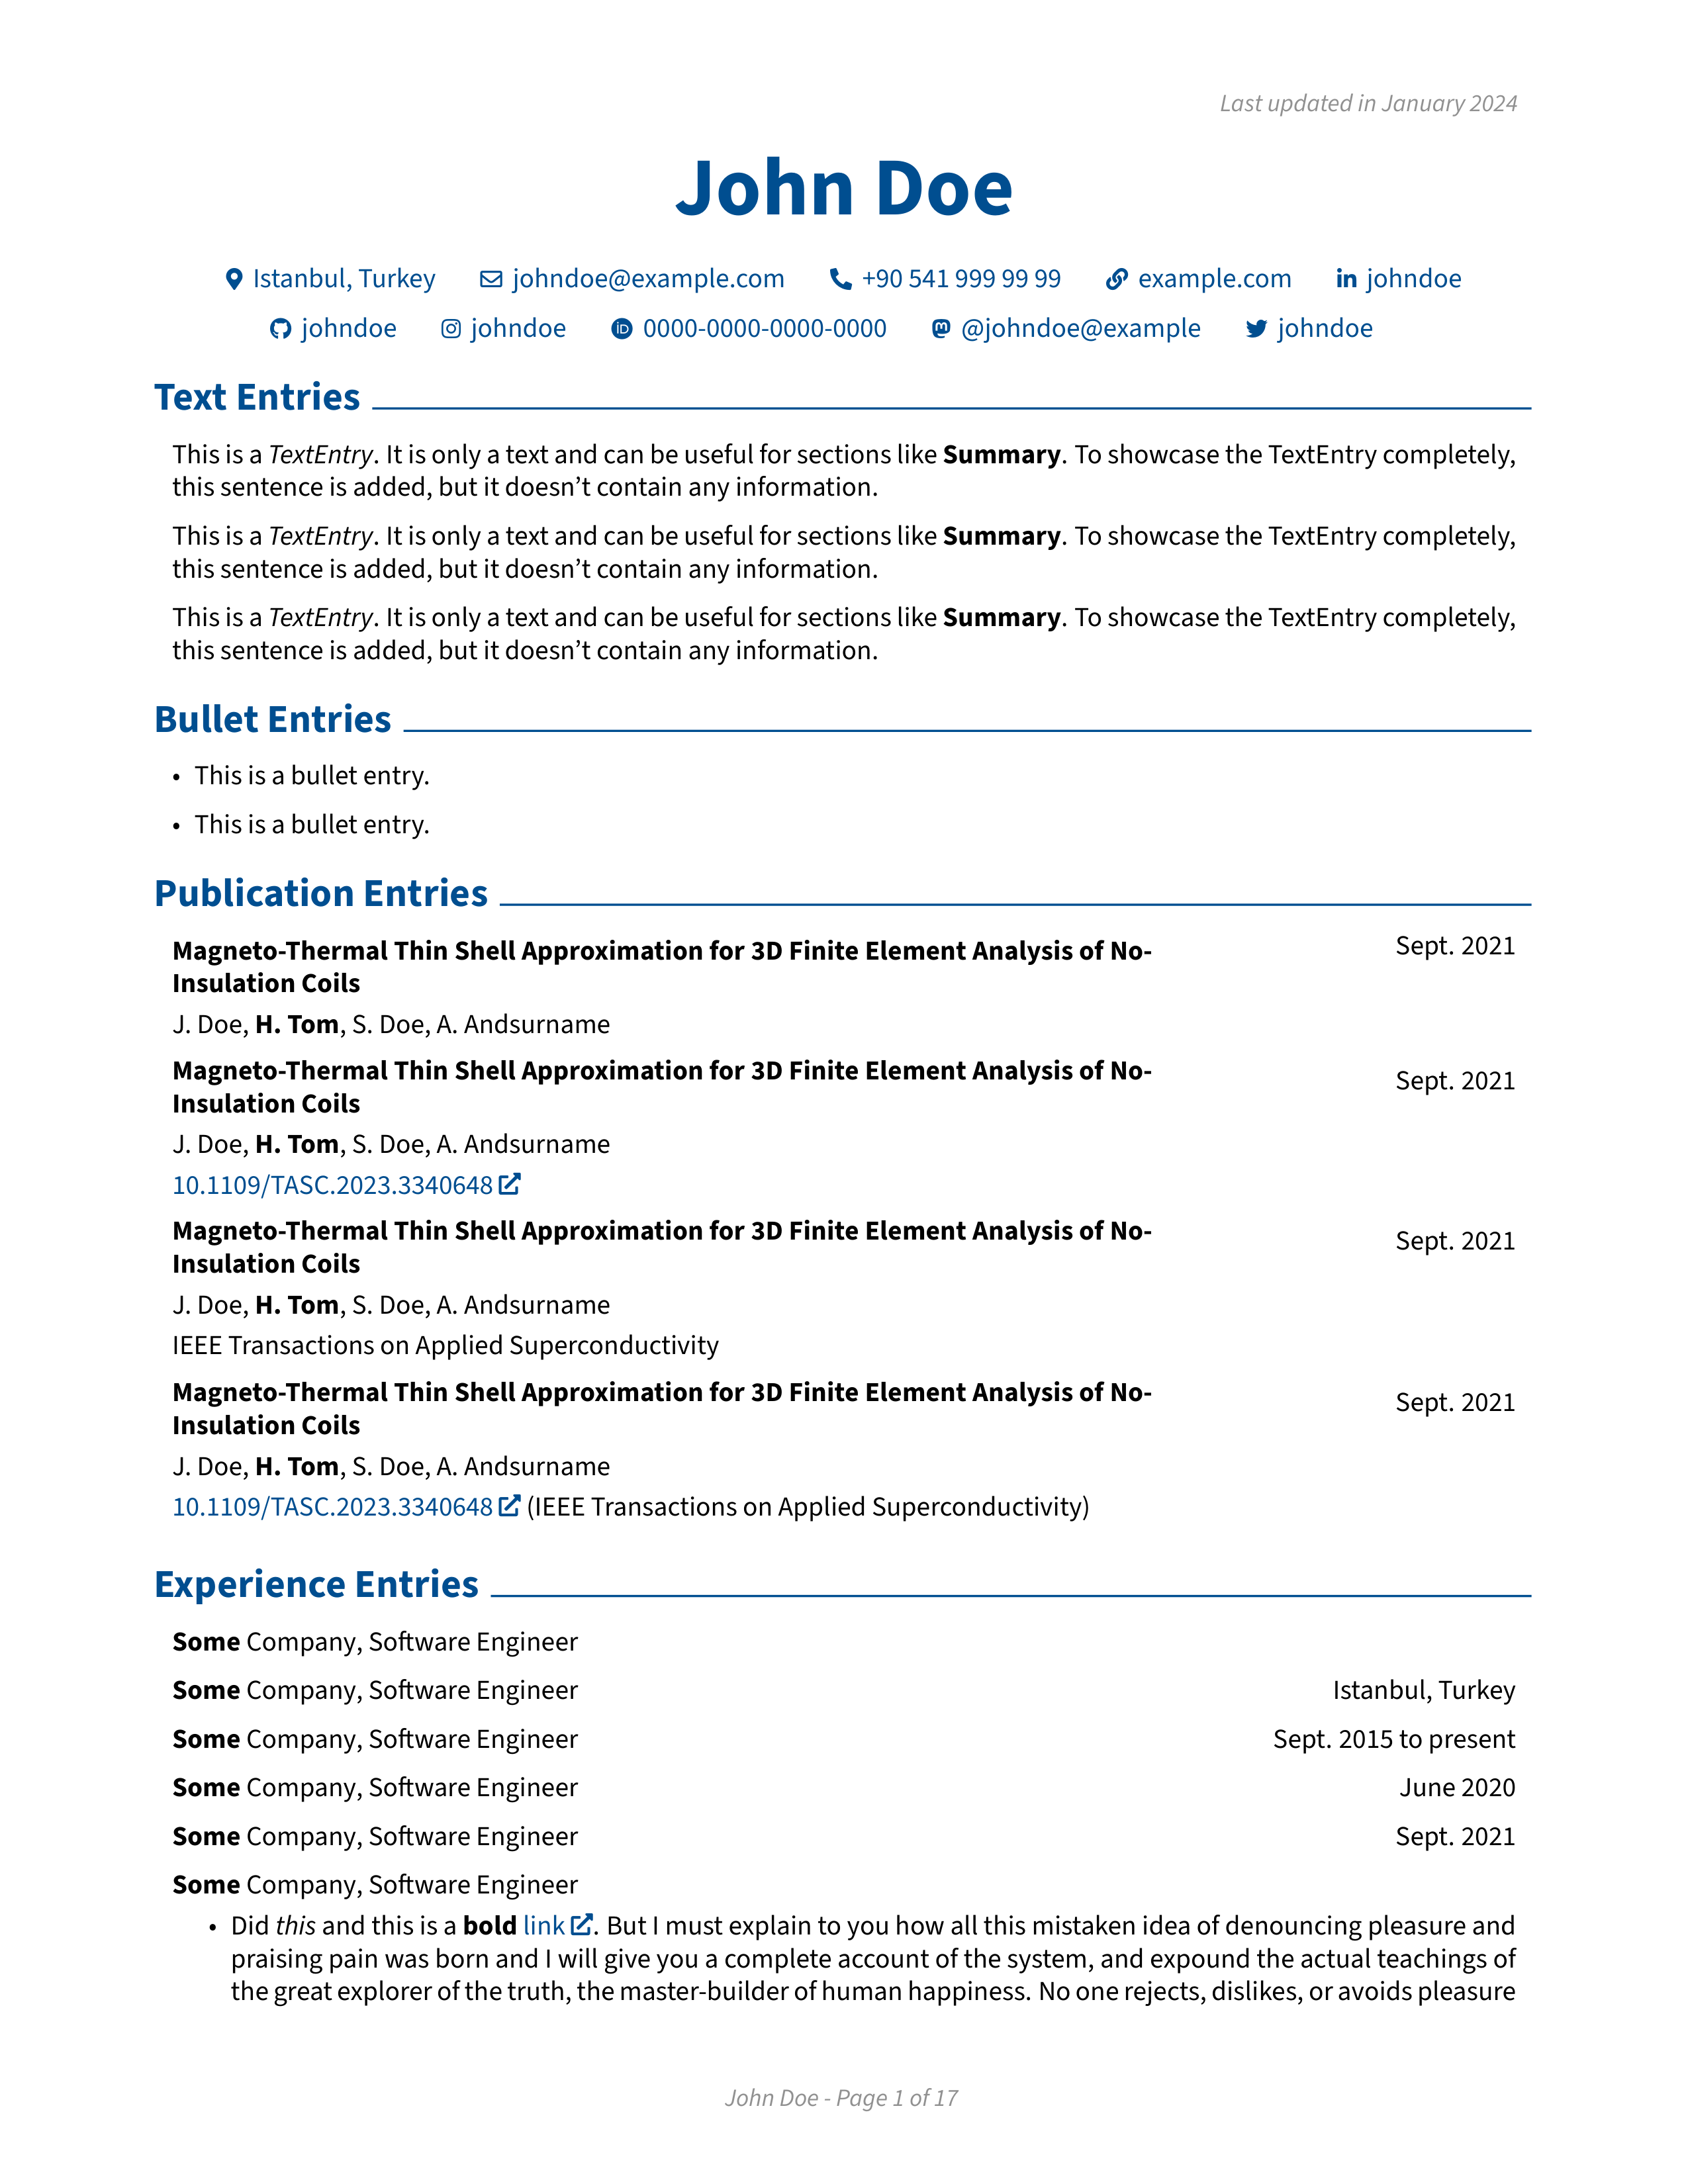 Last updated in January 2024
John Doe
Istanbul, Turkey johndoe@example.com +90 541 999 99 99 example.com johndoe
johndoe johndoe 0000-0000-0000-0000 @johndoe@example johndoe
Text Entries
This is a TextEntry. It is only a text and can be useful for sections like Summary. To showcase the TextEntry completely,
this sentence is added, but it doesn’t contain any information.
This is a TextEntry. It is only a text and can be useful for sections like Summary. To showcase the TextEntry completely,
this sentence is added, but it doesn’t contain any information.
This is a TextEntry. It is only a text and can be useful for sections like Summary. To showcase the TextEntry completely,
this sentence is added, but it doesn’t contain any information.
Bullet Entries
• This is a bullet entry.
• This is a bullet entry.
Publication Entries
Magneto-Thermal Thin Shell Approximation for 3D Finite Element Analysis of No- Sept. 2021
Insulation Coils
J. Doe, H. Tom, S. Doe, A. Andsurname
Magneto-Thermal Thin Shell Approximation for 3D Finite Element Analysis of No- Sept. 2021
Insulation Coils
J. Doe, H. Tom, S. Doe, A. Andsurname
10.1109/TASC.2023.3340648
Magneto-Thermal Thin Shell Approximation for 3D Finite Element Analysis of No- Sept. 2021
Insulation Coils
J. Doe, H. Tom, S. Doe, A. Andsurname
IEEE Transactions on Applied Superconductivity
Magneto-Thermal Thin Shell Approximation for 3D Finite Element Analysis of No- Sept. 2021
Insulation Coils
J. Doe, H. Tom, S. Doe, A. Andsurname
10.1109/TASC.2023.3340648 (IEEE Transactions on Applied Superconductivity)
Experience Entries
Some Company, Software Engineer
Some Company, Software Engineer Istanbul, Turkey
Some Company, Software Engineer Sept. 2015 to present
Some Company, Software Engineer June 2020
Some Company, Software Engineer Sept. 2021
Some Company, Software Engineer
• Did this and this is a bold link. But I must explain to you how all this mistaken idea of denouncing pleasure and
praising pain was born and I will give you a complete account of the system, and expound the actual teachings of
the great explorer of the truth, the master-builder of human happiness. No one rejects, dislikes, or avoids pleasure
John Doe - Page 1 of 17